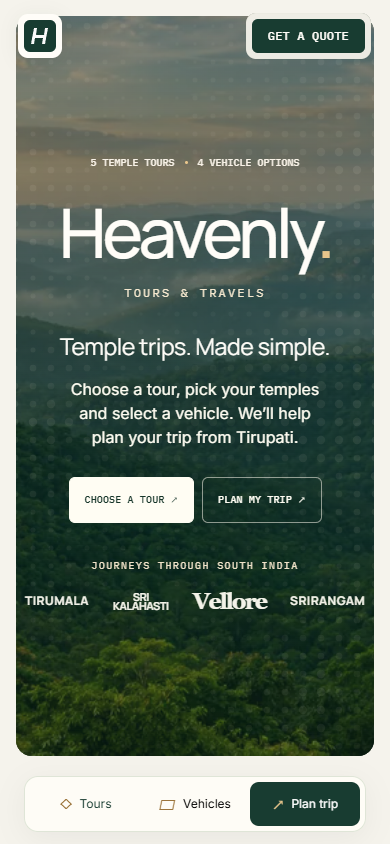 H
GET A QUOTE
5 TEMPLE TOURS • 4 VEHICLE OPTIONS
Heavenly.
TOURS & TRAVELS
Temple trips. Made simple.
Choose a tour, pick your temples
and select a vehicle. We’ll help
plan your trip from Tirupati.
CHOOSE A TOUR ↗
PLAN MY TRIP ↗
JOURNEYS THROUGH SOUTH INDIA
TIRUMALA
SRI
KALAHASTI
Vellore
SRIRANGAM
Tours
Vehicles
↗ Plan trip